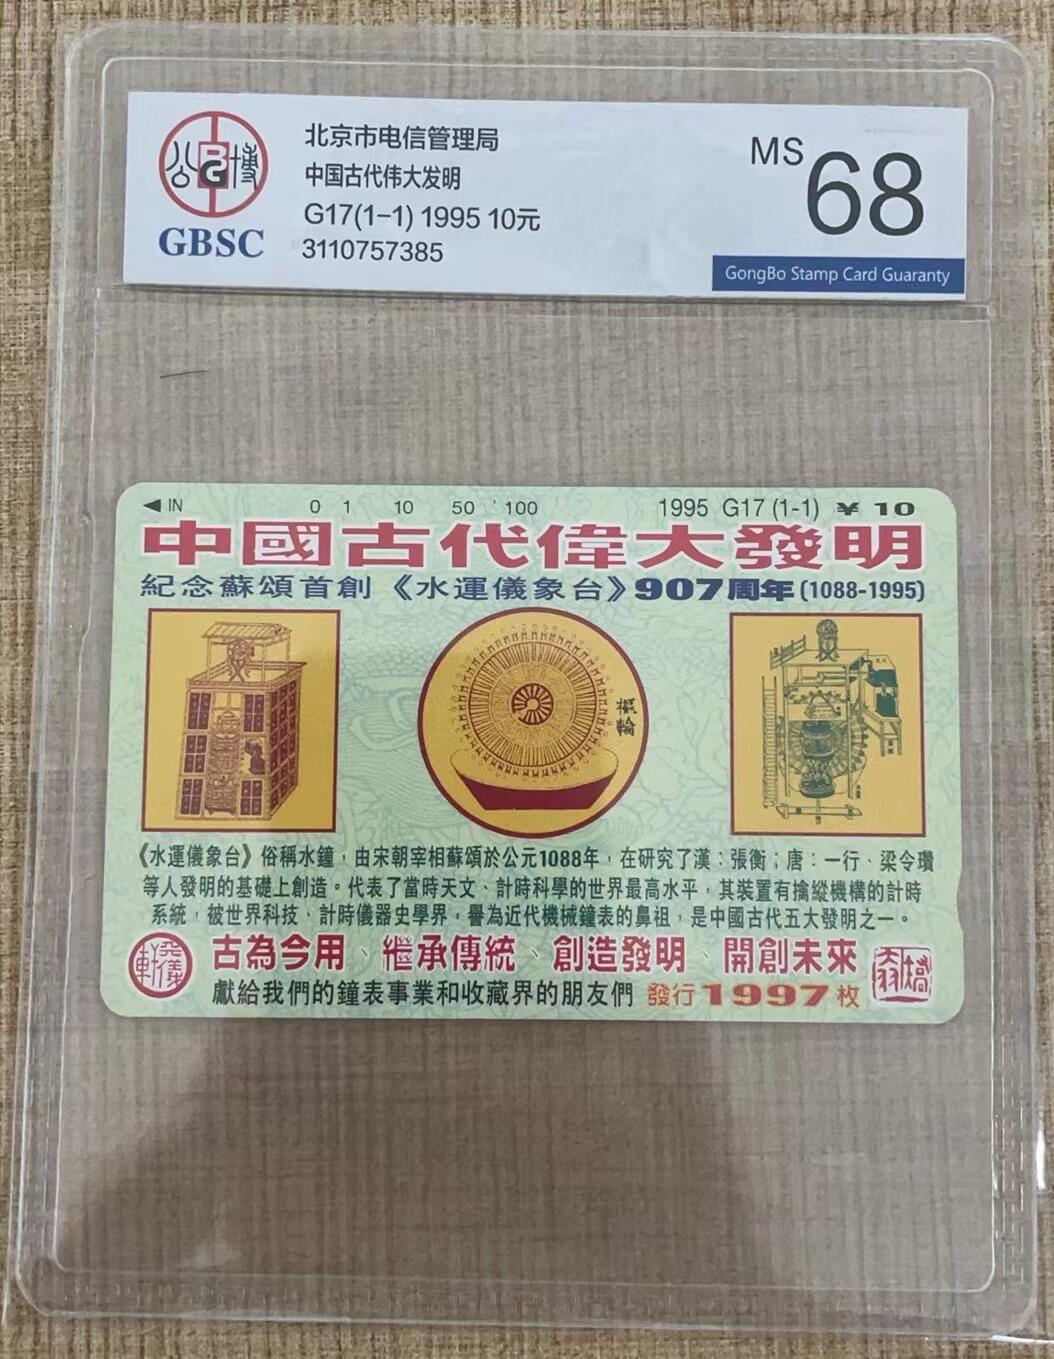 公博
BG
GBSC
北京市电信管理局
中国古代伟大发明
G17(1-1) 1995 10元
3110757385
MS 68
GongBo Stamp Card Guaranty
◀ IN 0 1 10 50 100 1995 G17 (1-1) ¥ 10
中國古代偉大發明
紀念蘇頌首創《水運儀象台》907周年(1088-1995)
《水運儀象台》俗稱水鐘，由宋朝宰相蘇頌於公元1088年，在研究了漢：張衡；唐：一行、梁令瓚
等人發明的基礎上創造。代表了當時天文、計時科學的世界最高水平，其裝置有擒縱機構的計時
系統，被世界科技、計時儀器史學界，譽為近代機械鐘表的鼻祖，是中國古代五大發明之一。
古為今用、繼承傳統、創造發明、開創未來
獻給我們的鐘表事業和收藏界的朋友們 發行1997枚